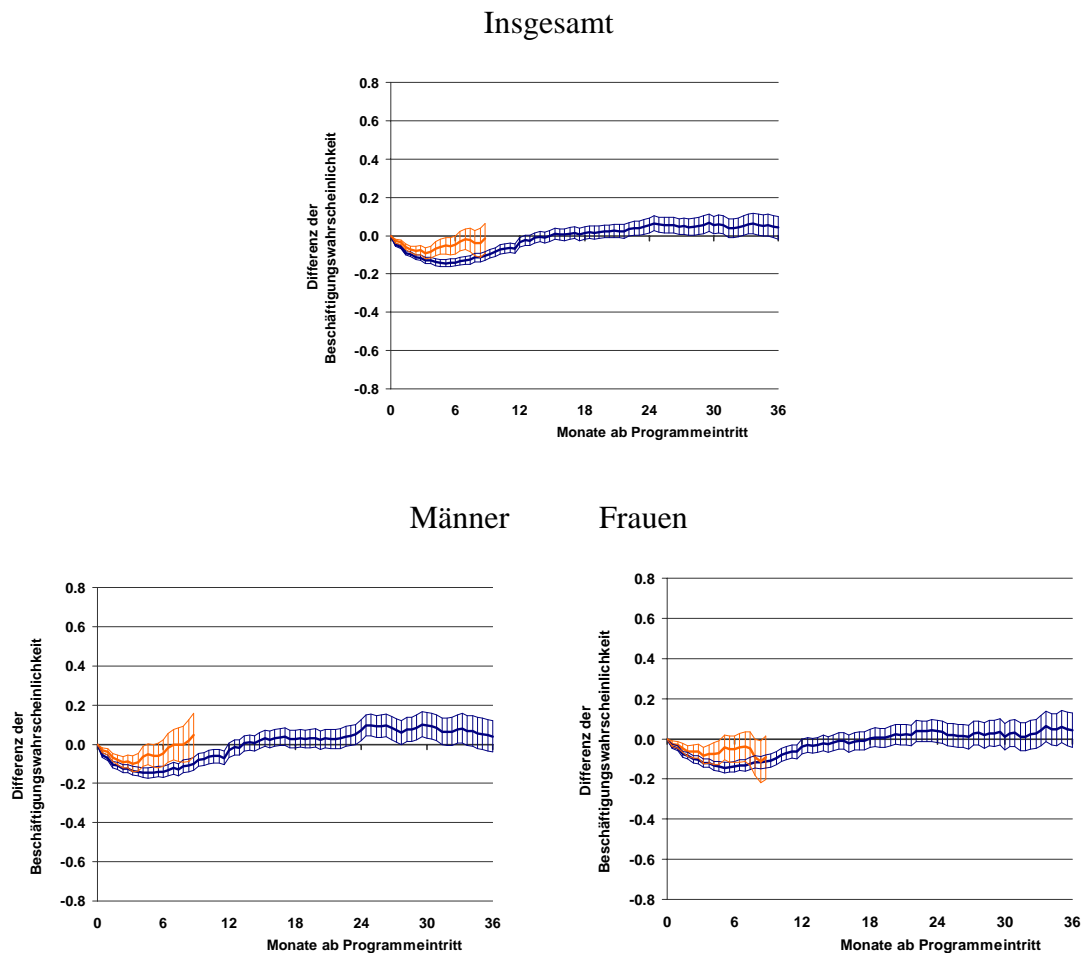 Insgesamt
0.8
0.6
0.4
0.2
0.0
-0.2
-0.4
-0.6
-0.8
0 6 12 18 24 30 36
Differenz der
Beschäftigungswahrscheinlichkeit
Monate ab Programmeintritt
Männer Frauen
0.8
0.6
0.4
0.2
0.0
-0.2
-0.4
-0.6
-0.8
0 6 12 18 24 30 36
Differenz der
Beschäftigungswahrscheinlichkeit
Monate ab Programmeintritt
0.8
0.6
0.4
0.2
0.0
-0.2
-0.4
-0.6
-0.8
0 6 12 18 24 30 36
Differenz der
Beschäftigungswahrscheinlichkeit
Monate ab Programmeintritt